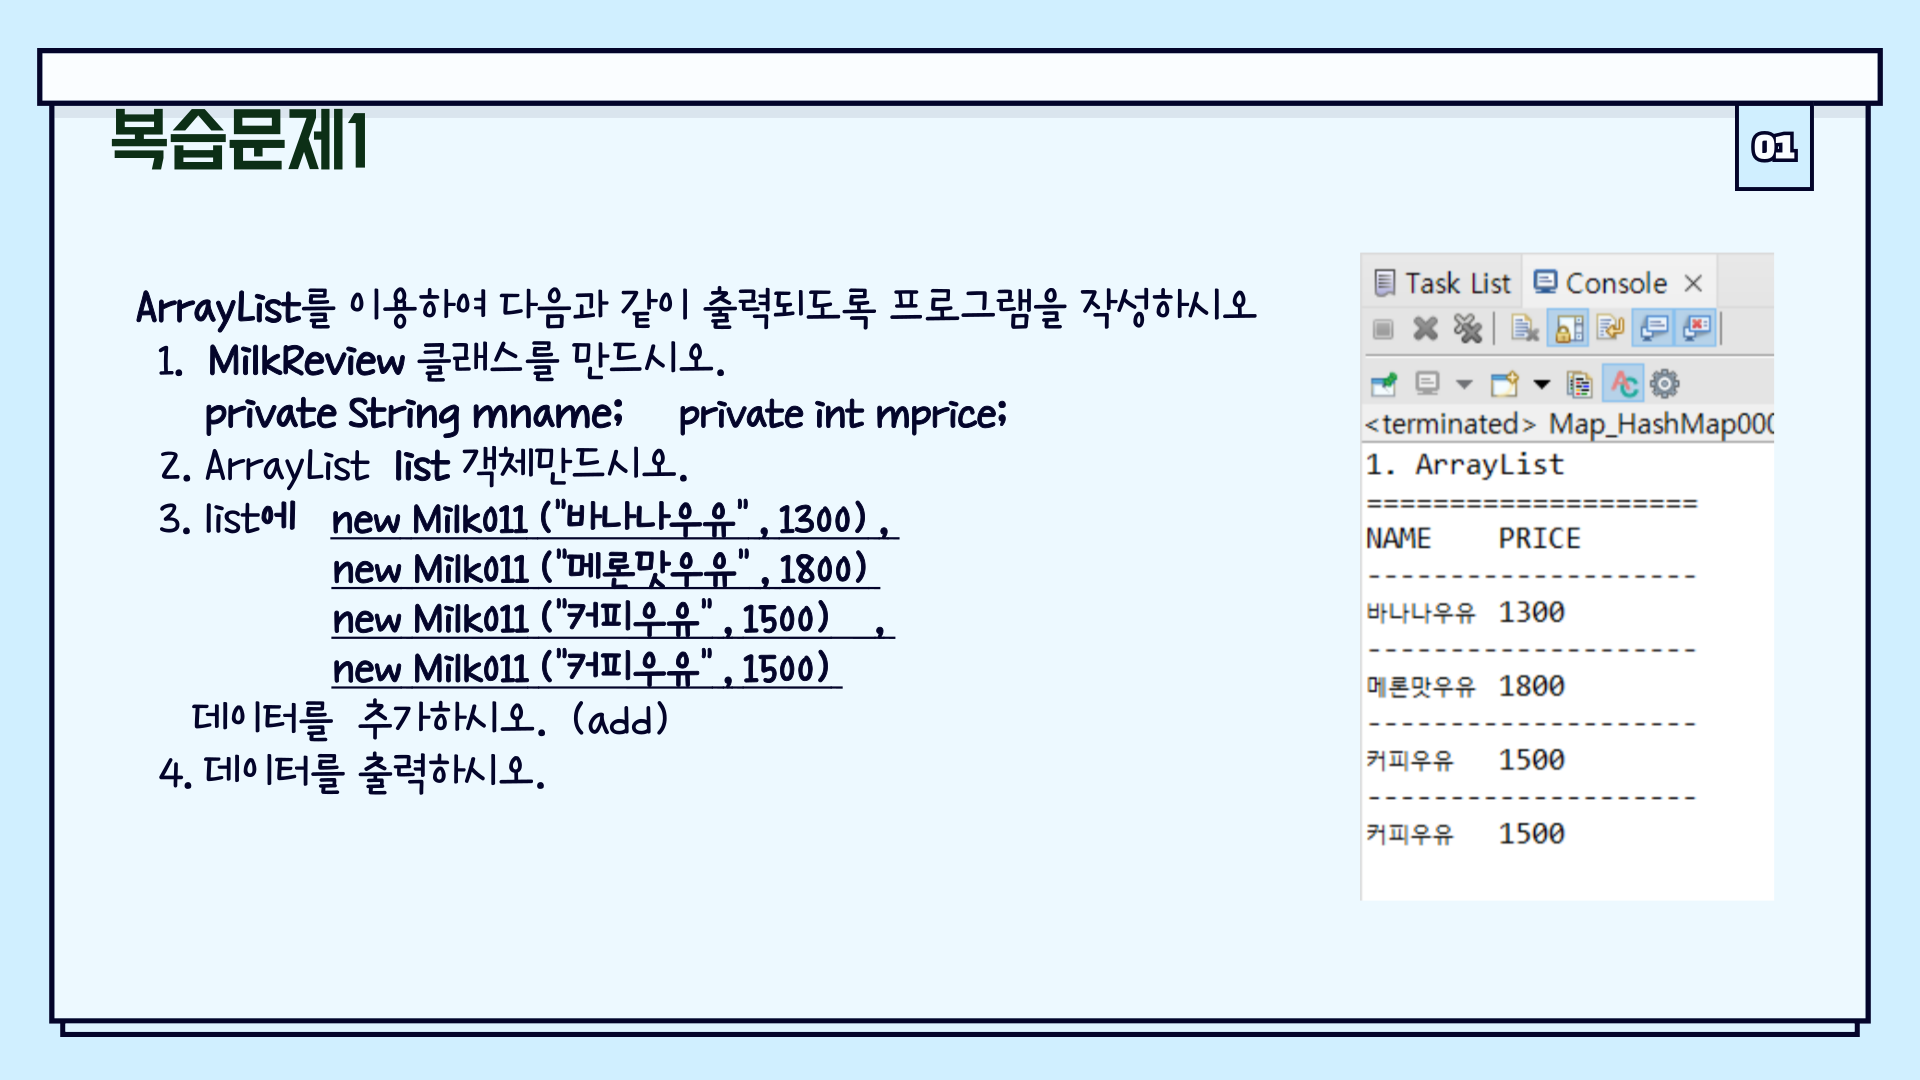 복습문제1
01
ArrayList를 이용하여 다음과 같이 출력되도록 프로그램을 작성하시오
1. MilkReview 클래스를 만드시오.
private String mname; private int mprice;
2. ArrayList list 객체만드시오.
3. list에 new Milk011 ("바나나우유" , 1300) ,
new Milk011 ("메론맛우유" , 1800)
new Milk011 ("커피우유" , 1500) ,
new Milk011 ("커피우유" , 1500)
데이터를 추가하시오. (add)
4. 데이터를 출력하시오.
Task List Console
<terminated> Map_HashMap000
1. ArrayList
====================
NAME PRICE
--------------------
바나나우유 1300
--------------------
메론맛우유 1800
--------------------
커피우유 1500
--------------------
커피우유 1500